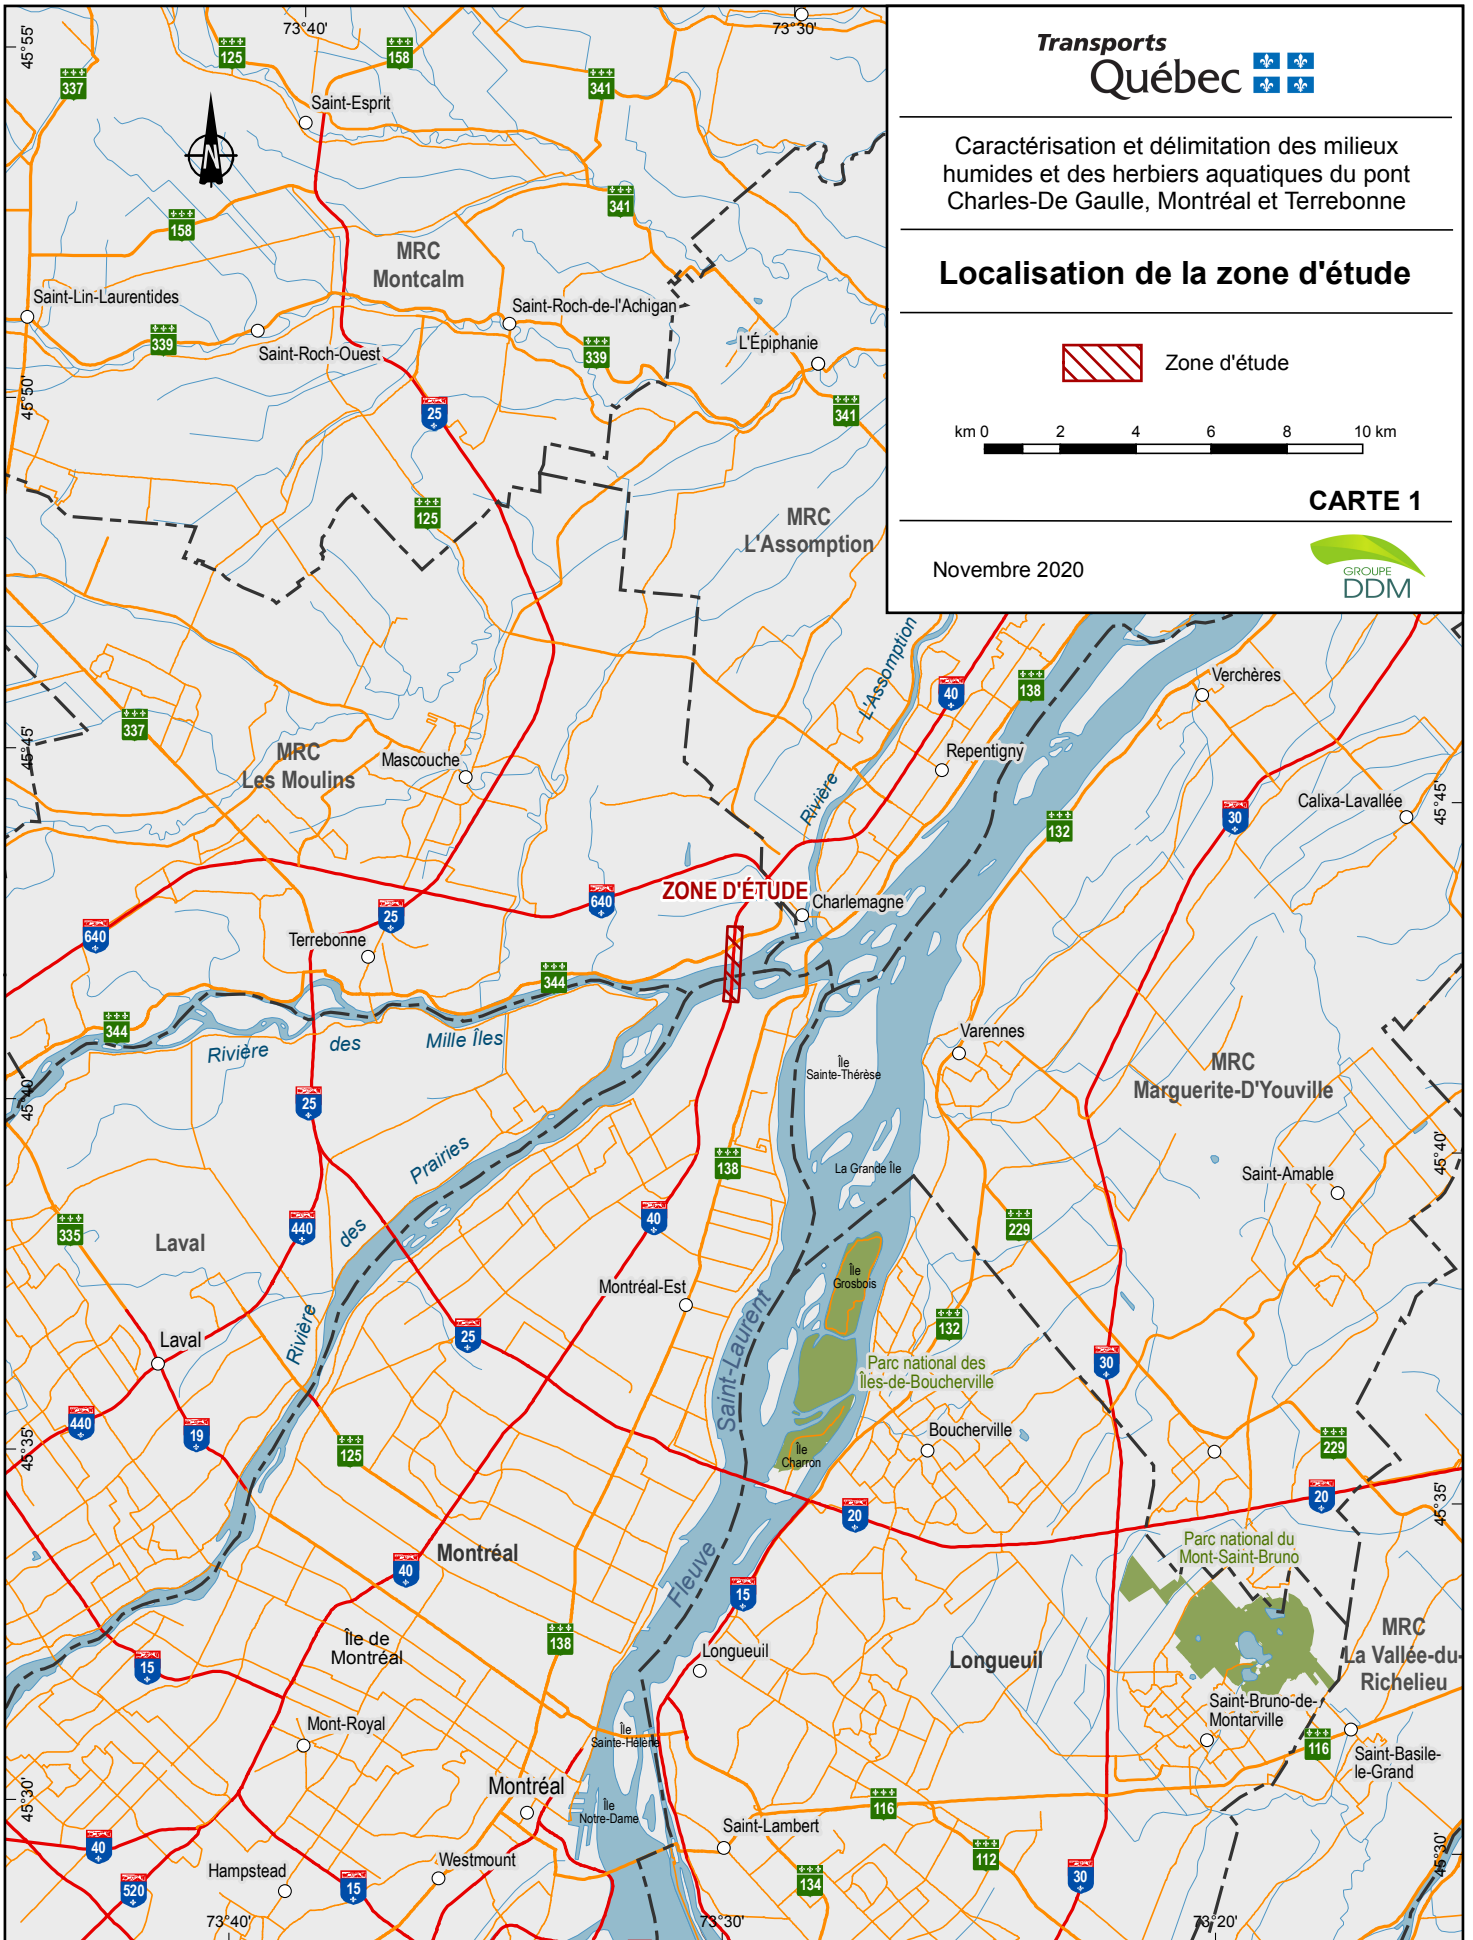 Transports
Québec
Caractérisation et délimitation des milieux
humides et des herbiers aquatiques du pont
Charles-De Gaulle, Montréal et Terrebonne
Localisation de la zone d'étude
Zone d'étude
km 0 2 4 6 8 10 km
CARTE 1
Novembre 2020
GROUPE
DDM
73°40' 73°30'
45°55'
337
125
158
341
Saint-Esprit
N
158
341
MRC
Montcalm
Saint-Lin-Laurentides
Saint-Roch-de-l'Achigan
339
Saint-Roch-Ouest
339
L'Épiphanie
45°50'
25
341
125
MRC
L'Assomption
L'Assomption
Rivière
40
138
Verchères
337
45°45'
MRC
Les Moulins
Mascouche
Repentigny
132
30
Calixa-Lavallée
45°45'
ZONE D'ÉTUDE
640
25
640
Charlemagne
Terrebonne
344
344
Rivière des Mille Îles
Varennes
Île
Sainte-Thérèse
MRC
Marguerite-D'Youville
45°40'
25
138
La Grande Île
45°40'
Saint-Amable
Rivière des Prairies
335
440
Laval
40
229
Montréal-Est
Île
Grosbois
Laval
25
132
30
Parc national des
Îles-de-Boucherville
Fleuve Saint-Laurent
440
19
125
45°35'
Île
Charron
Boucherville
229
20
20
45°35'
Parc national du
Mont-Saint-Bruno
Montréal
40
15
138
Île de
Montréal
15
Longueuil
Longueuil
MRC
La Vallée-du-
Richelieu
Mont-Royal
Île
Sainte-Hélène
Saint-Bruno-de-
Montarville
116
Saint-Basile-
le-Grand
Montréal
45°30'
Île
Notre-Dame
116
Saint-Lambert
40
Westmount
Hampstead
520
15
134
112
30
45°30'
73°40' 73°30' 73°20'